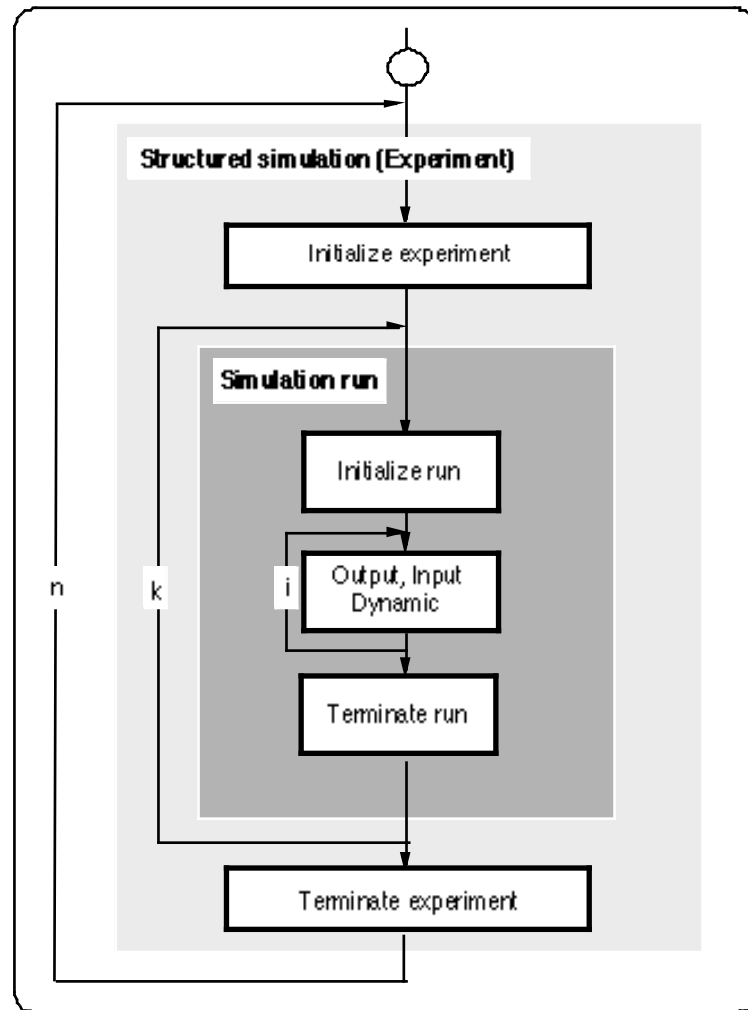 Structured simulation (Experiment)
Initialize experiment
Simulation run
Initialize run
n
k
i
Output, Input
Dynamic
Terminate run
Terminate experiment